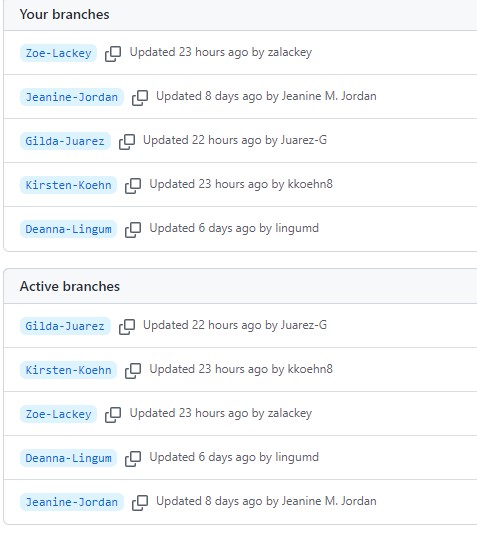 Your branches
Zoe-Lackey Updated 23 hours ago by zalackey
Jeanine-Jordan Updated 8 days ago by Jeanine M. Jordan
Gilda-Juarez Updated 22 hours ago by Juarez-G
Kirsten-Koehn Updated 23 hours ago by kkoehn8
Deanna-Lingum Updated 6 days ago by lingumd
Active branches
Gilda-Juarez Updated 22 hours ago by Juarez-G
Kirsten-Koehn Updated 23 hours ago by kkoehn8
Zoe-Lackey Updated 23 hours ago by zalackey
Deanna-Lingum Updated 6 days ago by lingumd
Jeanine-Jordan Updated 8 days ago by Jeanine M. Jordan